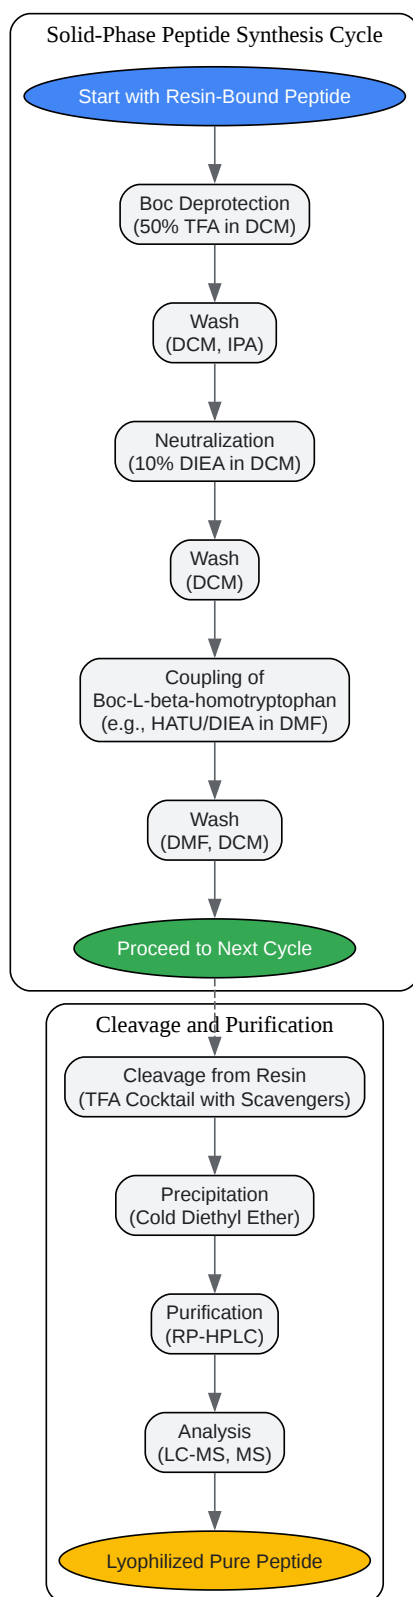 Solid-Phase Peptide Synthesis Cycle
Start with Resin-Bound Peptide
Boc Deprotection
(50% TFA in DCM)
Wash
(DCM, IPA)
Neutralization
(10% DIEA in DCM)
Wash
(DCM)
Coupling of
Boc-L-beta-homotryptophan
(e.g., HATU/DIEA in DMF)
Wash
(DMF, DCM)
Proceed to Next Cycle
Cleavage and Purification
Cleavage from Resin
(TFA Cocktail with Scavengers)
Precipitation
(Cold Diethyl Ether)
Purification
(RP-HPLC)
Analysis
(LC-MS, MS)
Lyophilized Pure Peptide